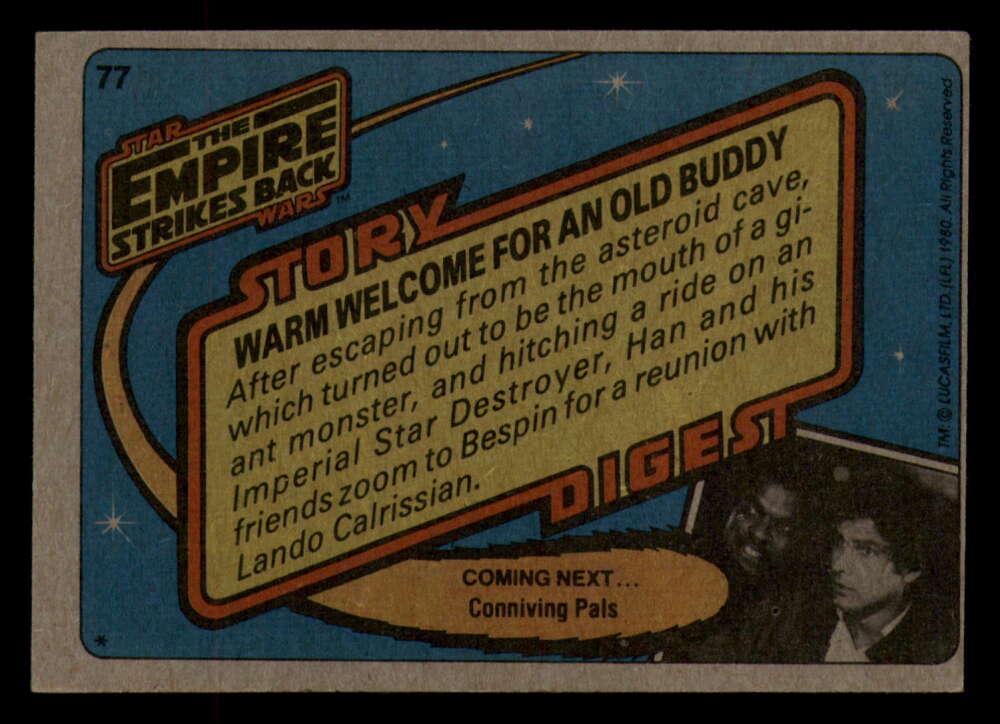 77
STAR
THE
EMPIRE
STRIKES BACK
WARS™
STORY
WARM WELCOME FOR AN OLD BUDDY
After escaping from the asteroid cave,
which turned out to be the mouth of a gi-
ant monster, and hitching a ride on an
Imperial Star Destroyer, Han and his
friends zoom to Bespin for a reunion with
Lando Calrissian.
DIGEST
COMING NEXT...
Conniving Pals
*
TM: © LUCASFILM, LTD. (LFL) 1980. All Rights Reserved